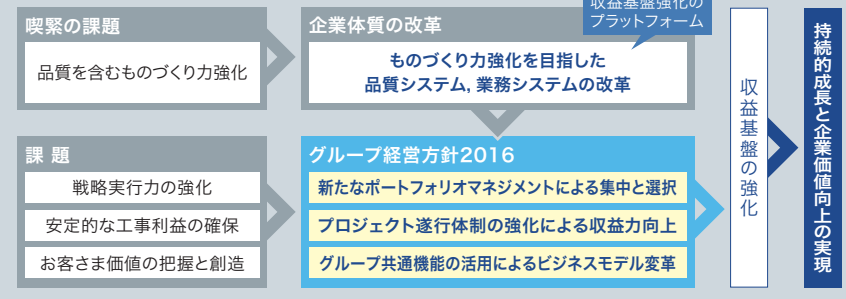 喫緊の課題
品質を含むものづくり力強化
企業体質の改革
収益基盤強化の
プラットフォーム
ものづくり力強化を目指した
品質システム, 業務システムの改革
課 題
戦略実行力の強化
安定的な工事利益の確保
お客さま価値の把握と創造
グループ経営方針2016
新たなポートフォリオマネジメントによる集中と選択
プロジェクト遂行体制の強化による収益力向上
グループ共通機能の活用によるビジネスモデル変革
収益基盤の強化
持続的成長と企業価値向上の実現